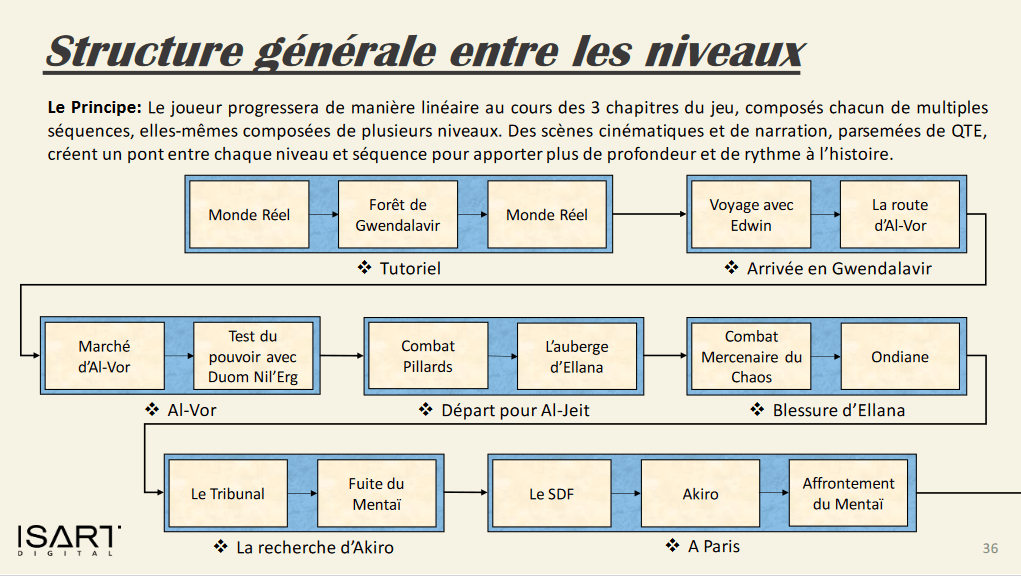 Structure générale entre les niveaux
Le Principe: Le joueur progressera de manière linéaire au cours des 3 chapitres du jeu, composés chacun de multiples
séquences, elles-mêmes composées de plusieurs niveaux. Des scènes cinématiques et de narration, parsemées de QTE,
créent un pont entre chaque niveau et séquence pour apporter plus de profondeur et de rythme à l'histoire.
Monde Réel
Forêt de
Gwendalavir
Monde Réel
❖ Tutoriel
Voyage avec
Edwin
La route
d'Al-Vor
❖ Arrivée en Gwendalavir
Marché
d'Al-Vor
Test du
pouvoir avec
Duom Nil'Erg
❖ Al-Vor
Combat
Pillards
L'auberge
d'Ellana
❖ Départ pour Al-Jeit
Combat
Mercenaire du
Chaos
Ondiane
❖ Blessure d'Ellana
Le Tribunal
Fuite du
Mentaï
❖ La recherche d'Akiro
Le SDF
Akiro
Affrontement
du Mentaï
❖ A Paris
ISART
DIGITAL
36